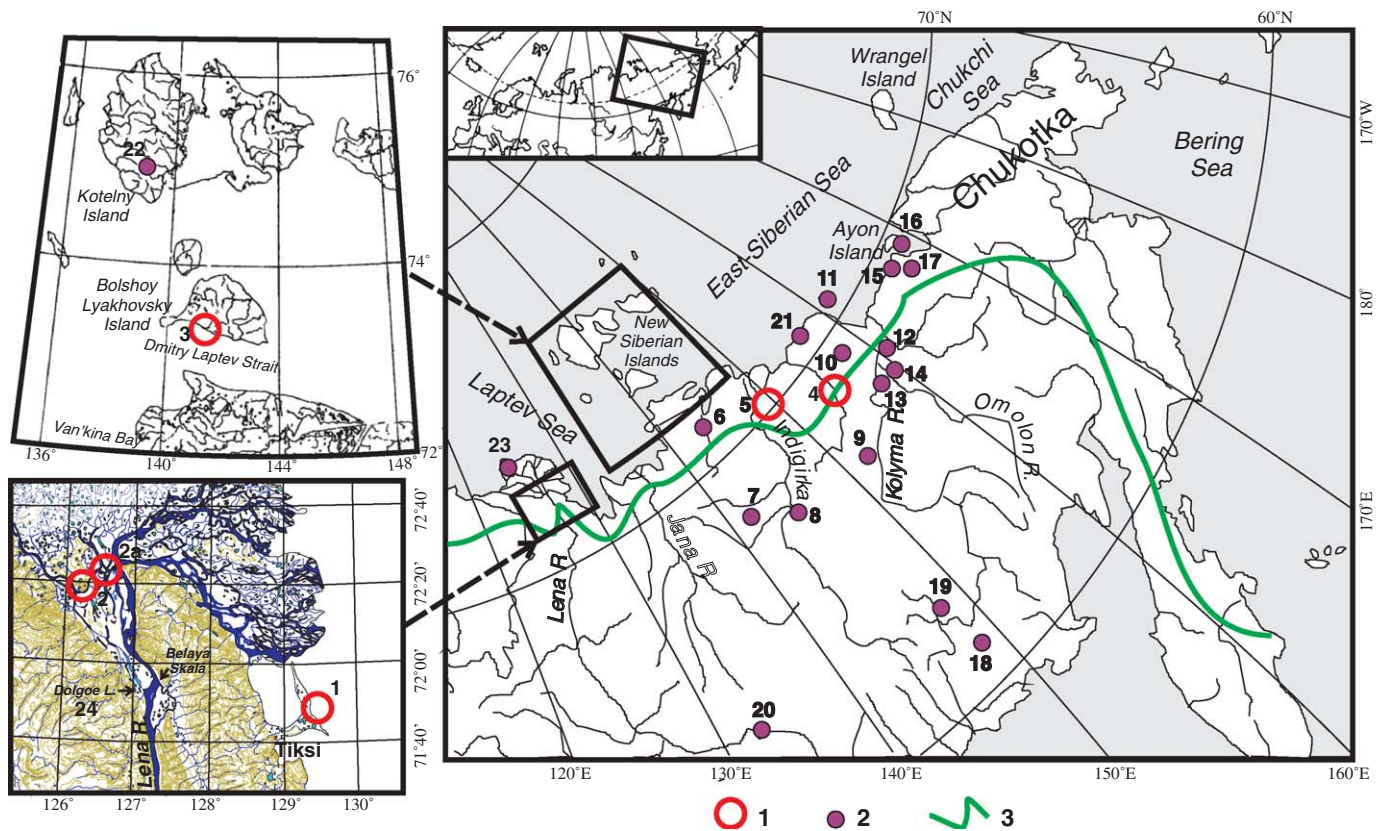 70˚N
60˚N
76˚
Wrangel
Island
Chukchi
Sea
170˚W
22
Chukotka
Bering
Sea
Kotelny
Island
East-Siberian Sea
16
Ayon
Island
15
17
74˚
11
180˚
Bolshoy
Lyakhovsky
Island
New
Siberian
Islands
21
12
3
Dmitry Laptev Strait
10
14
Laptev Sea
5
4
13
Omolon R.
6
Van'kina Bay
Indigirka
9
Kolyma R.
136˚
140˚
144˚
148˚
72˚
23
7
8
170˚E
72˚40'
2a
Jana R
72˚20'
2
Lena R
19
Belaya
Skala
72˚00'
18
Dolgoe L.
24
1
20
71˚40'
Lena R
Tiksi
126˚
127˚
128˚
129˚
130˚
120˚E
130˚E
140˚E
150˚E
160˚E
1
2
3